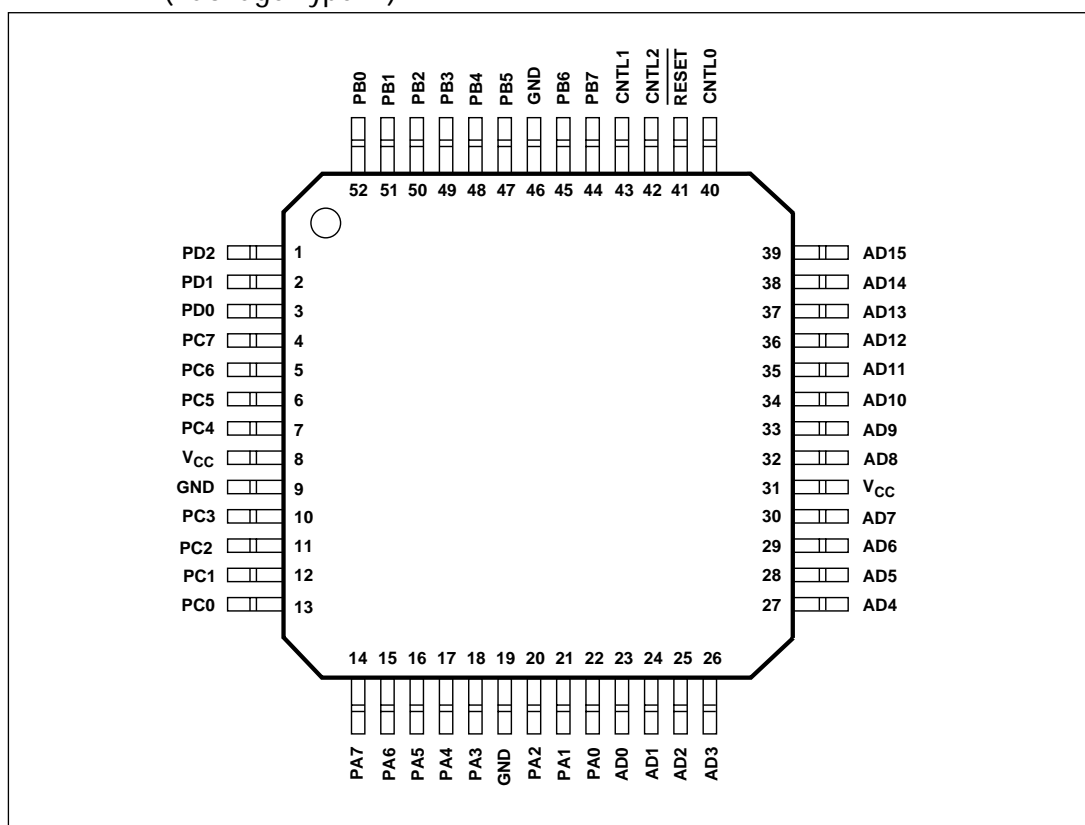 PB0 PB1 PB2 PB3 PB4 PB5 GND PB6 PB7 CNTL1 CNTL2 RESET CNTL0
52 51 50 49 48 47 46 45 44 43 42 41 40
PD2 1 39 AD15
PD1 2 38 AD14
PD0 3 37 AD13
PC7 4 36 AD12
PC6 5 35 AD11
PC5 6 34 AD10
PC4 7 33 AD9
VCC 8 32 AD8
GND 9 31 VCC
PC3 10 30 AD7
PC2 11 29 AD6
PC1 12 28 AD5
PC0 13 27 AD4
14 15 16 17 18 19 20 21 22 23 24 25 26
PA7 PA6 PA5 PA4 PA3 GND PA2 PA1 PA0 AD0 AD1 AD2 AD3